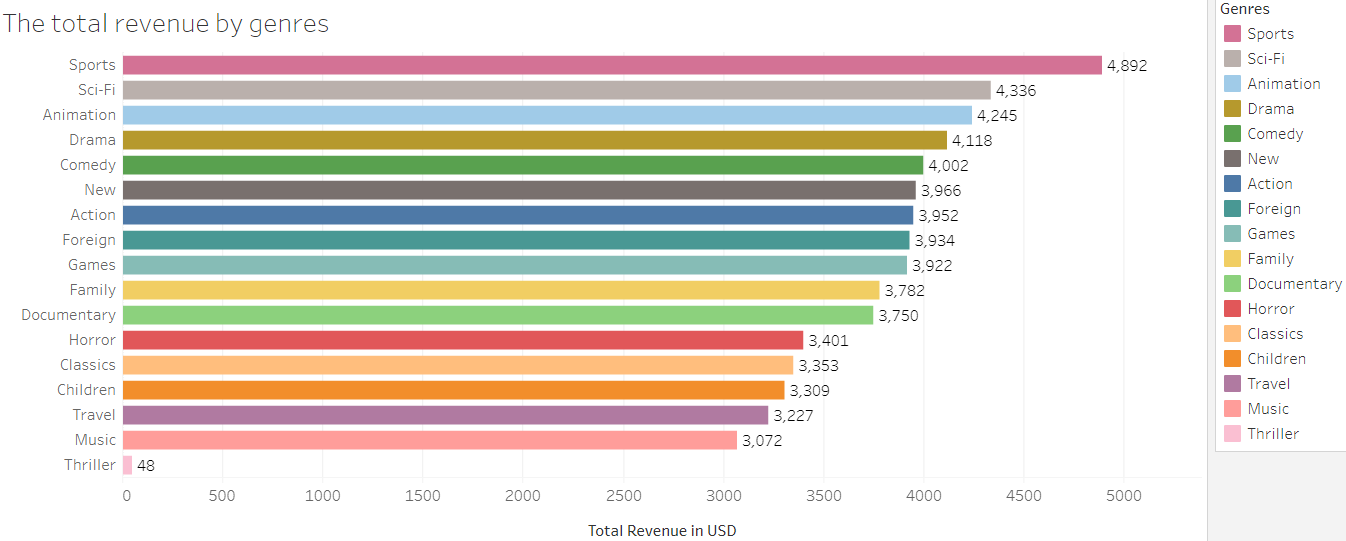 The total revenue by genres
Sports 4,892
Sci-Fi 4,336
Animation 4,245
Drama 4,118
Comedy 4,002
New 3,966
Action 3,952
Foreign 3,934
Games 3,922
Family 3,782
Documentary 3,750
Horror 3,401
Classics 3,353
Children 3,309
Travel 3,227
Music 3,072
Thriller 48
0 500 1000 1500 2000 2500 3000 3500 4000 4500 5000
Total Revenue in USD
Genres
Sports
Sci-Fi
Animation
Drama
Comedy
New
Action
Foreign
Games
Family
Documentary
Horror
Classics
Children
Travel
Music
Thriller